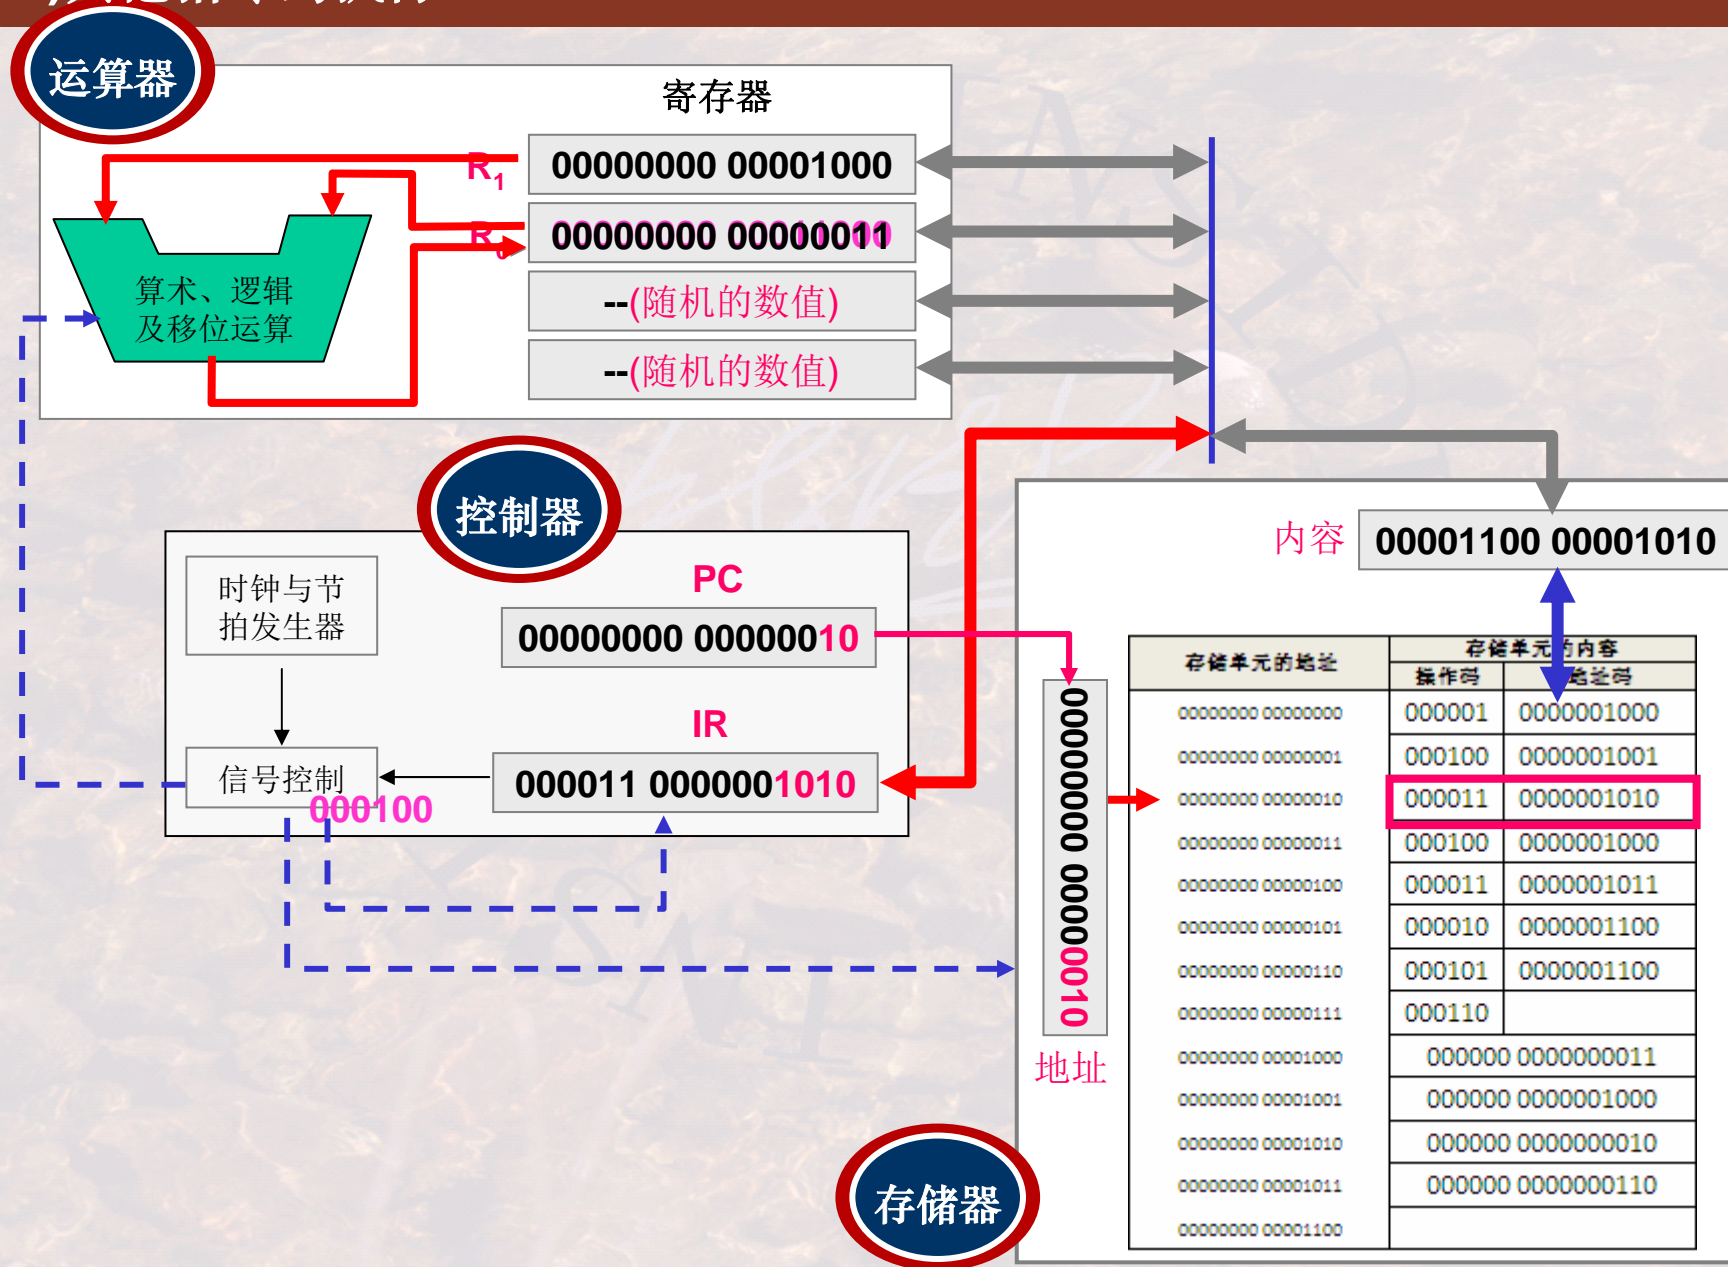 运算器
寄存器
R1
00000000 00001000
R0
00000000 00000011
--(随机的数值)
--(随机的数值)
算术、逻辑
及移位运算
控制器
时钟与节
拍发生器
PC
00000000 00000010
IR
信号控制
000011 0000001010
000100
内容
00001100 00001010
00000000 00000010
地址
存储器
存储单元的地址 存储单元的内容
操作码 地址码
00000000 00000000 000001 0000001000
00000000 00000001 000100 0000001001
00000000 00000010 000011 0000001010
00000000 00000011 000100 0000001000
00000000 00000100 000011 0000001011
00000000 00000101 000010 0000001100
00000000 00000110 000101 0000001100
00000000 00000111 000110
00000000 00001000 000000 0000000011
00000000 00001001 000000 0000001000
00000000 00001010 000000 0000000010
00000000 00001011 000000 0000000110
00000000 00001100